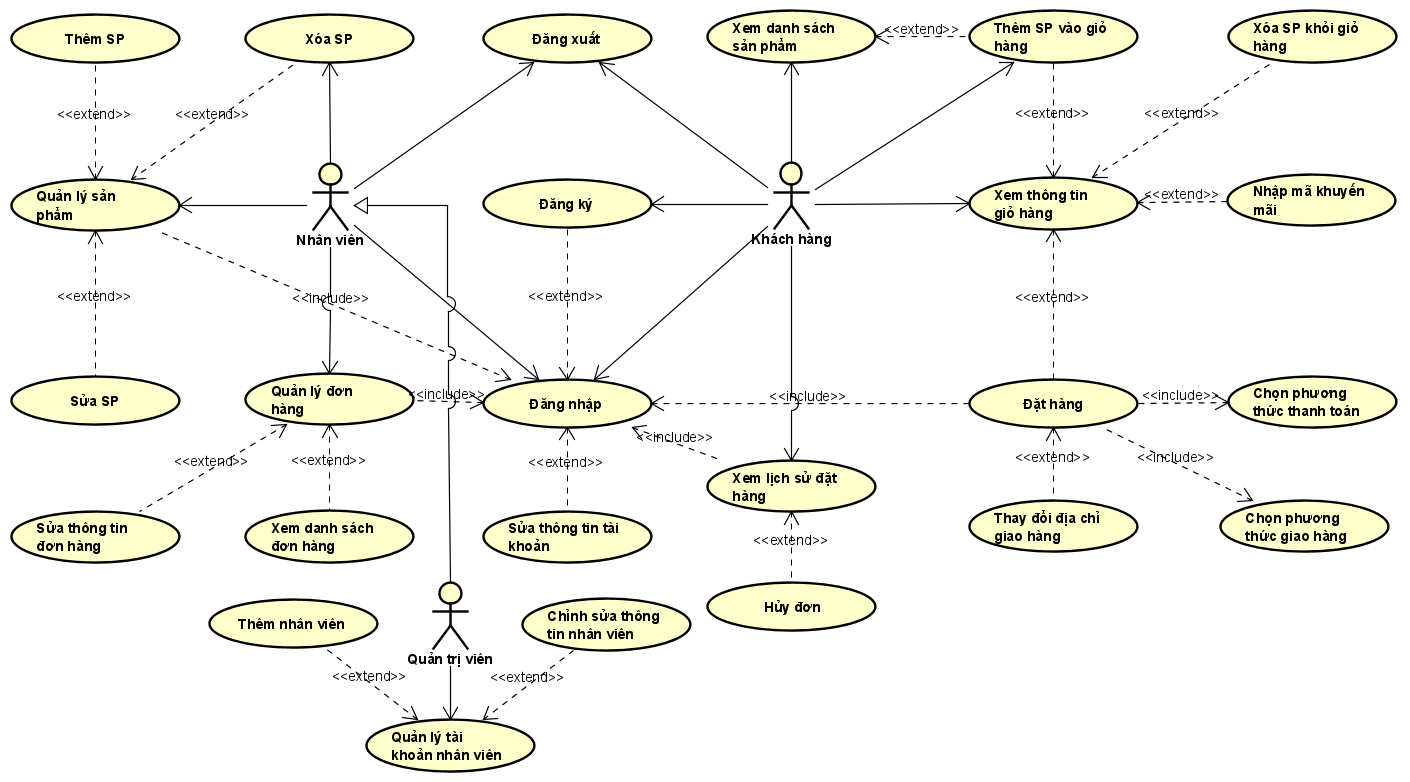 Thêm SP
Xóa SP
Đăng xuất
Xem danh sách
sản phẩm
<<extend>>
Thêm SP vào giỏ
hàng
Xóa SP khỏi giỏ
hàng
<<extend>>
<<extend>>
<<extend>>
<<extend>>
Quản lý sản
phẩm
Nhân viên
Đăng ký
Khách hàng
Xem thông tin
giỏ hàng
<<extend>>
Nhập mã khuyến
mãi
<<extend>>
<<include>>
<<extend>>
<<extend>>
Sửa SP
Quản lý đơn
hàng
<<include>>
Đăng nhập
<<include>>
Đặt hàng
<<include>>
Chọn phương
thức thanh toán
<<include>>
<<extend>>
<<extend>>
<<extend>>
<<extend>>
<<include>>
Xem lịch sử đặt
hàng
Sửa thông tin
đơn hàng
Xem danh sách
đơn hàng
Sửa thông tin tài
khoản
Thay đổi địa chỉ
giao hàng
Chọn phương
thức giao hàng
<<extend>>
Thêm nhân viên
Chỉnh sửa thông
tin nhân viên
Hủy đơn
Quản trị viên
<<extend>>
<<extend>>
Quản lý tài
khoản nhân viên